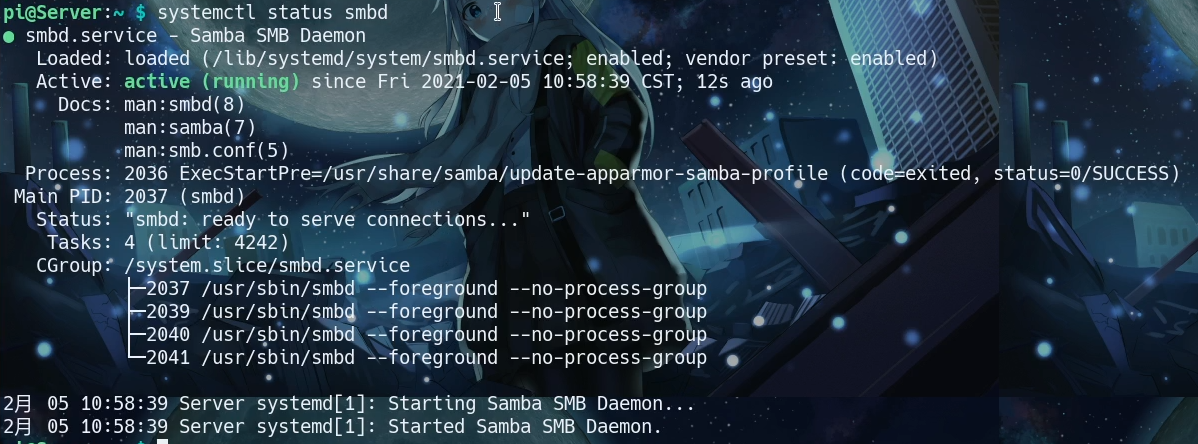 pi@Server:~ $ systemctl status smbd
● smbd.service - Samba SMB Daemon
   Loaded: loaded (/lib/systemd/system/smbd.service; enabled; vendor preset: enabled)
   Active: active (running) since Fri 2021-02-05 10:58:39 CST; 12s ago
     Docs: man:smbd(8)
           man:samba(7)
           man:smb.conf(5)
  Process: 2036 ExecStartPre=/usr/share/samba/update-apparmor-samba-profile (code=exited, status=0/SUCCESS)
 Main PID: 2037 (smbd)
   Status: "smbd: ready to serve connections..."
    Tasks: 4 (limit: 4242)
   CGroup: /system.slice/smbd.service
           ├─2037 /usr/sbin/smbd --foreground --no-process-group
           ├─2039 /usr/sbin/smbd --foreground --no-process-group
           ├─2040 /usr/sbin/smbd --foreground --no-process-group
           └─2041 /usr/sbin/smbd --foreground --no-process-group

2月 05 10:58:39 Server systemd[1]: Starting Samba SMB Daemon...
2月 05 10:58:39 Server systemd[1]: Started Samba SMB Daemon.